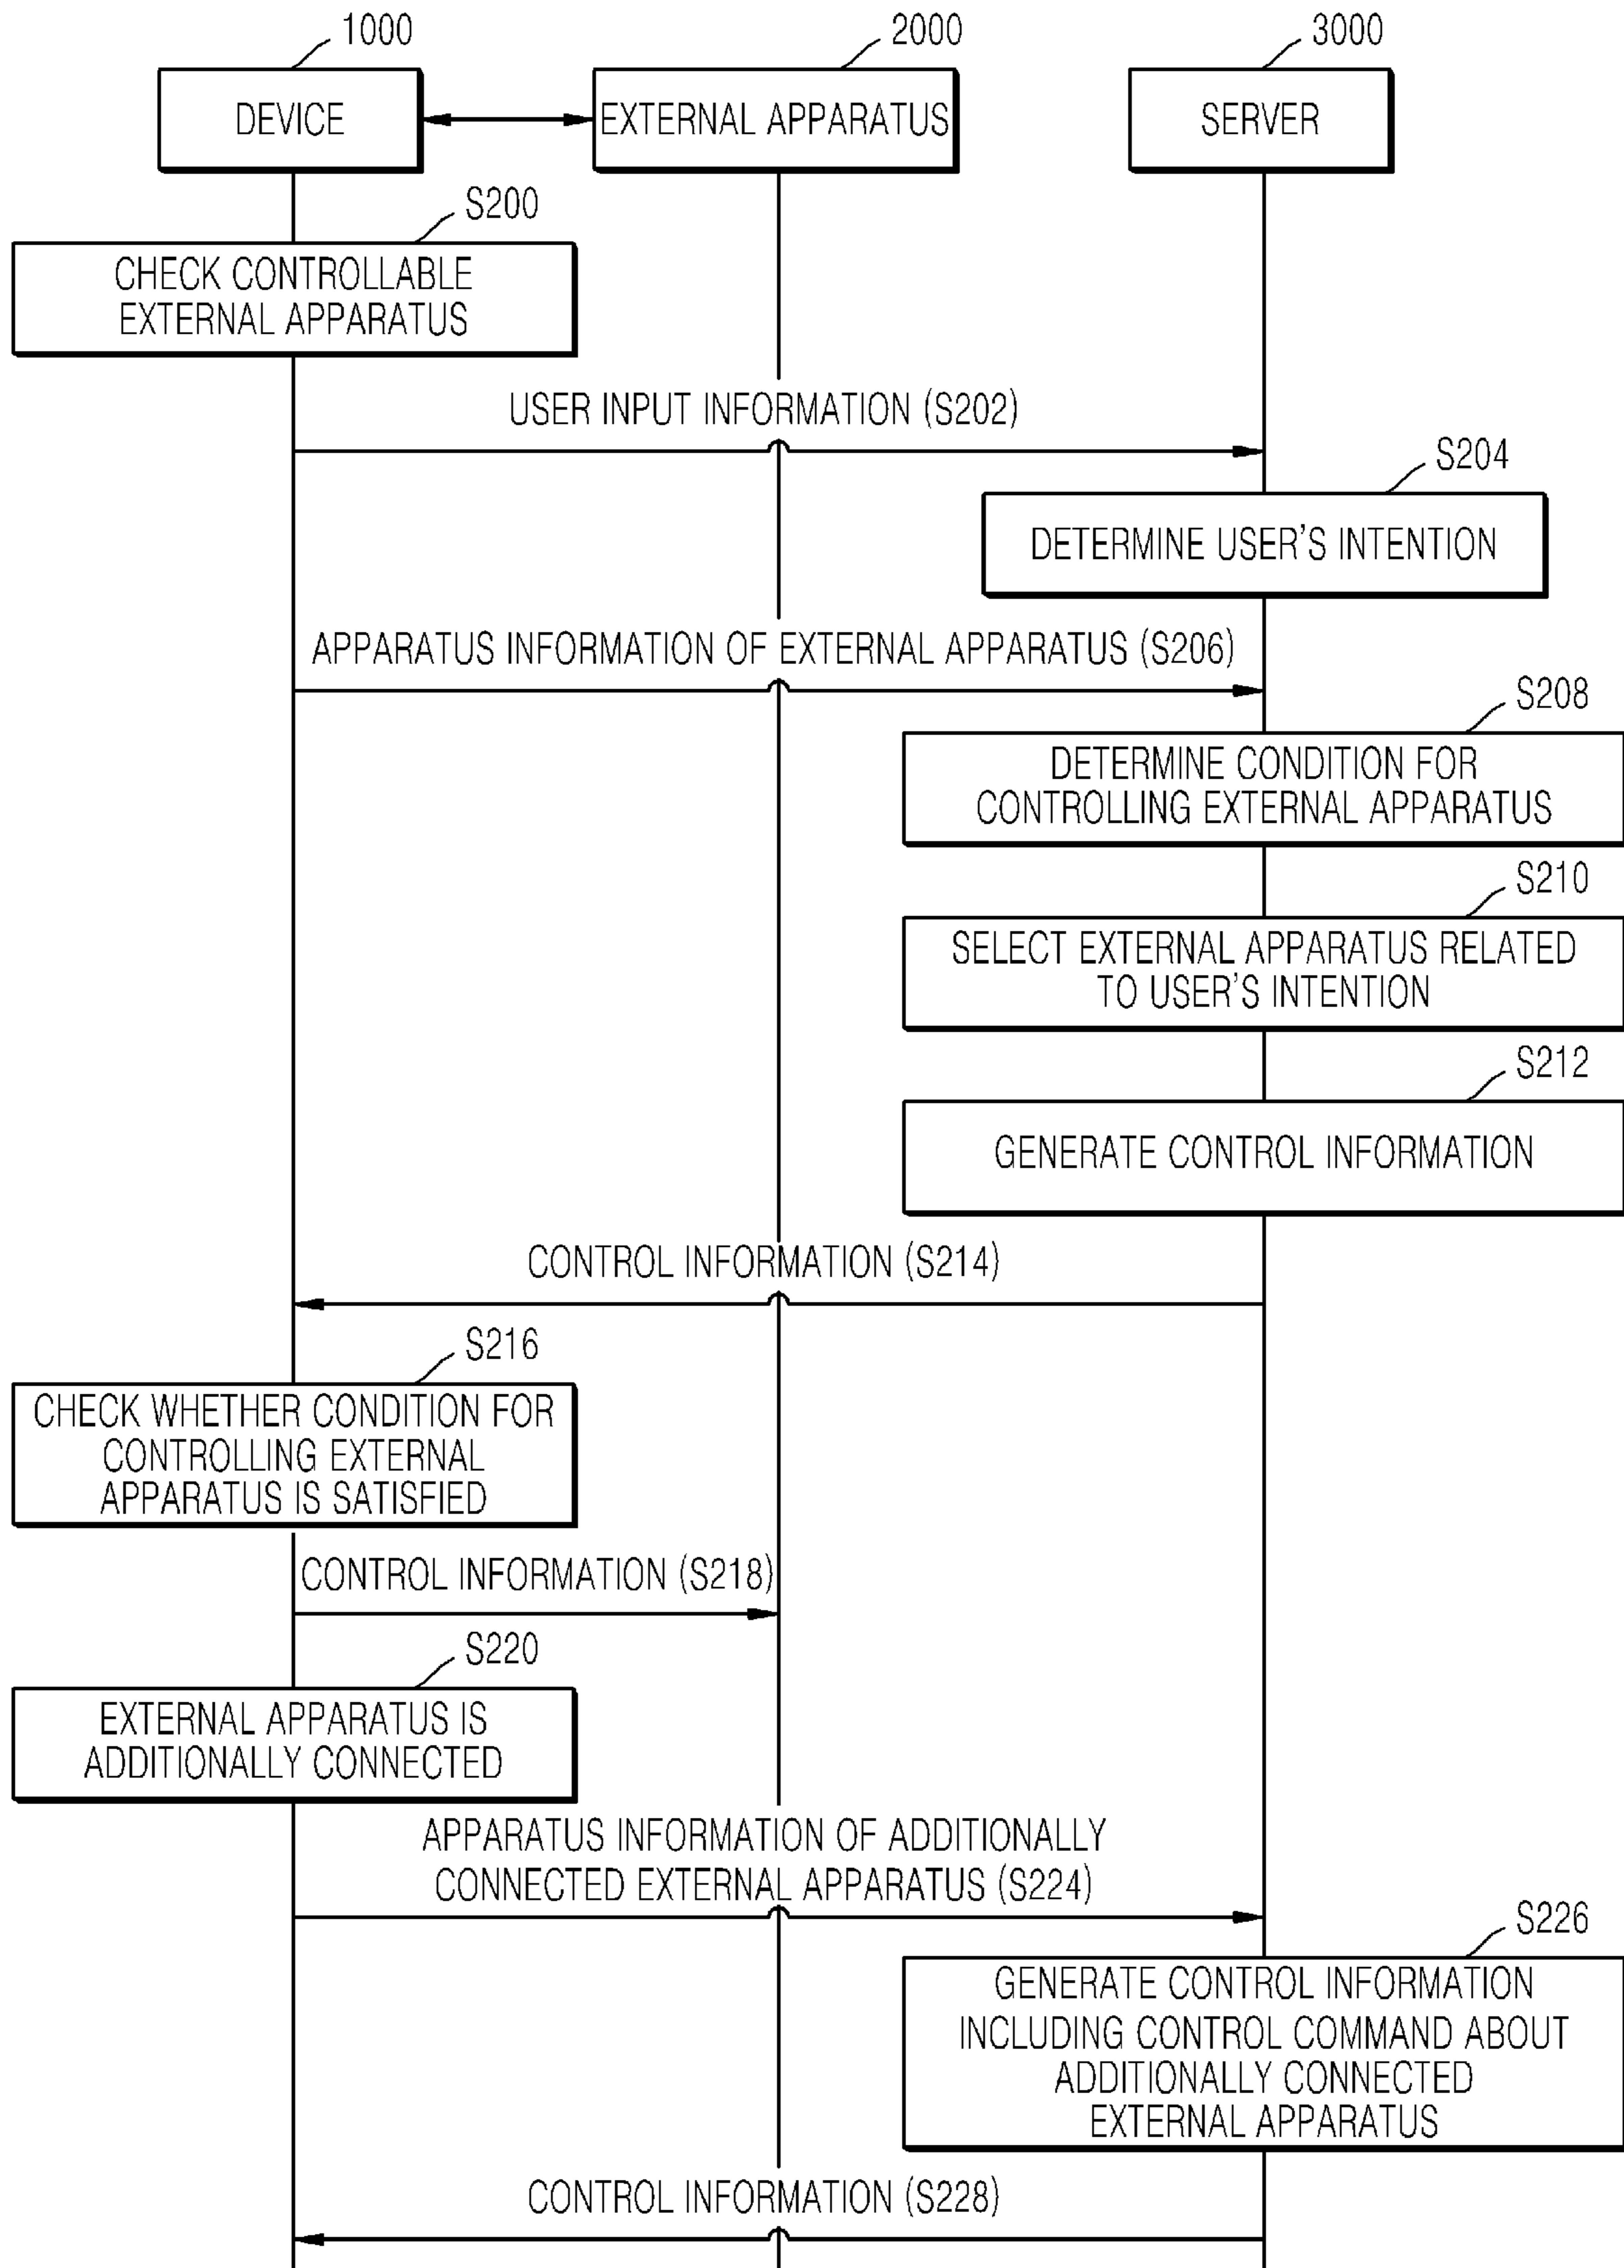 1000
2000
3000
DEVICE
EXTERNAL APPARATUS
SERVER
S200
CHECK CONTROLLABLE
EXTERNAL APPARATUS
USER INPUT INFORMATION (S202)
S204
DETERMINE USER'S INTENTION
APPARATUS INFORMATION OF EXTERNAL APPARATUS (S206)
S208
DETERMINE CONDITION FOR
CONTROLLING EXTERNAL APPARATUS
S210
SELECT EXTERNAL APPARATUS RELATED
TO USER'S INTENTION
S212
GENERATE CONTROL INFORMATION
CONTROL INFORMATION (S214)
S216
CHECK WHETHER CONDITION FOR
CONTROLLING EXTERNAL
APPARATUS IS SATISFIED
CONTROL INFORMATION (S218)
S220
EXTERNAL APPARATUS IS
ADDITIONALLY CONNECTED
APPARATUS INFORMATION OF ADDITIONALLY
CONNECTED EXTERNAL APPARATUS (S224)
S226
GENERATE CONTROL INFORMATION
INCLUDING CONTROL COMMAND ABOUT
ADDITIONALLY CONNECTED
EXTERNAL APPARATUS
CONTROL INFORMATION (S228)